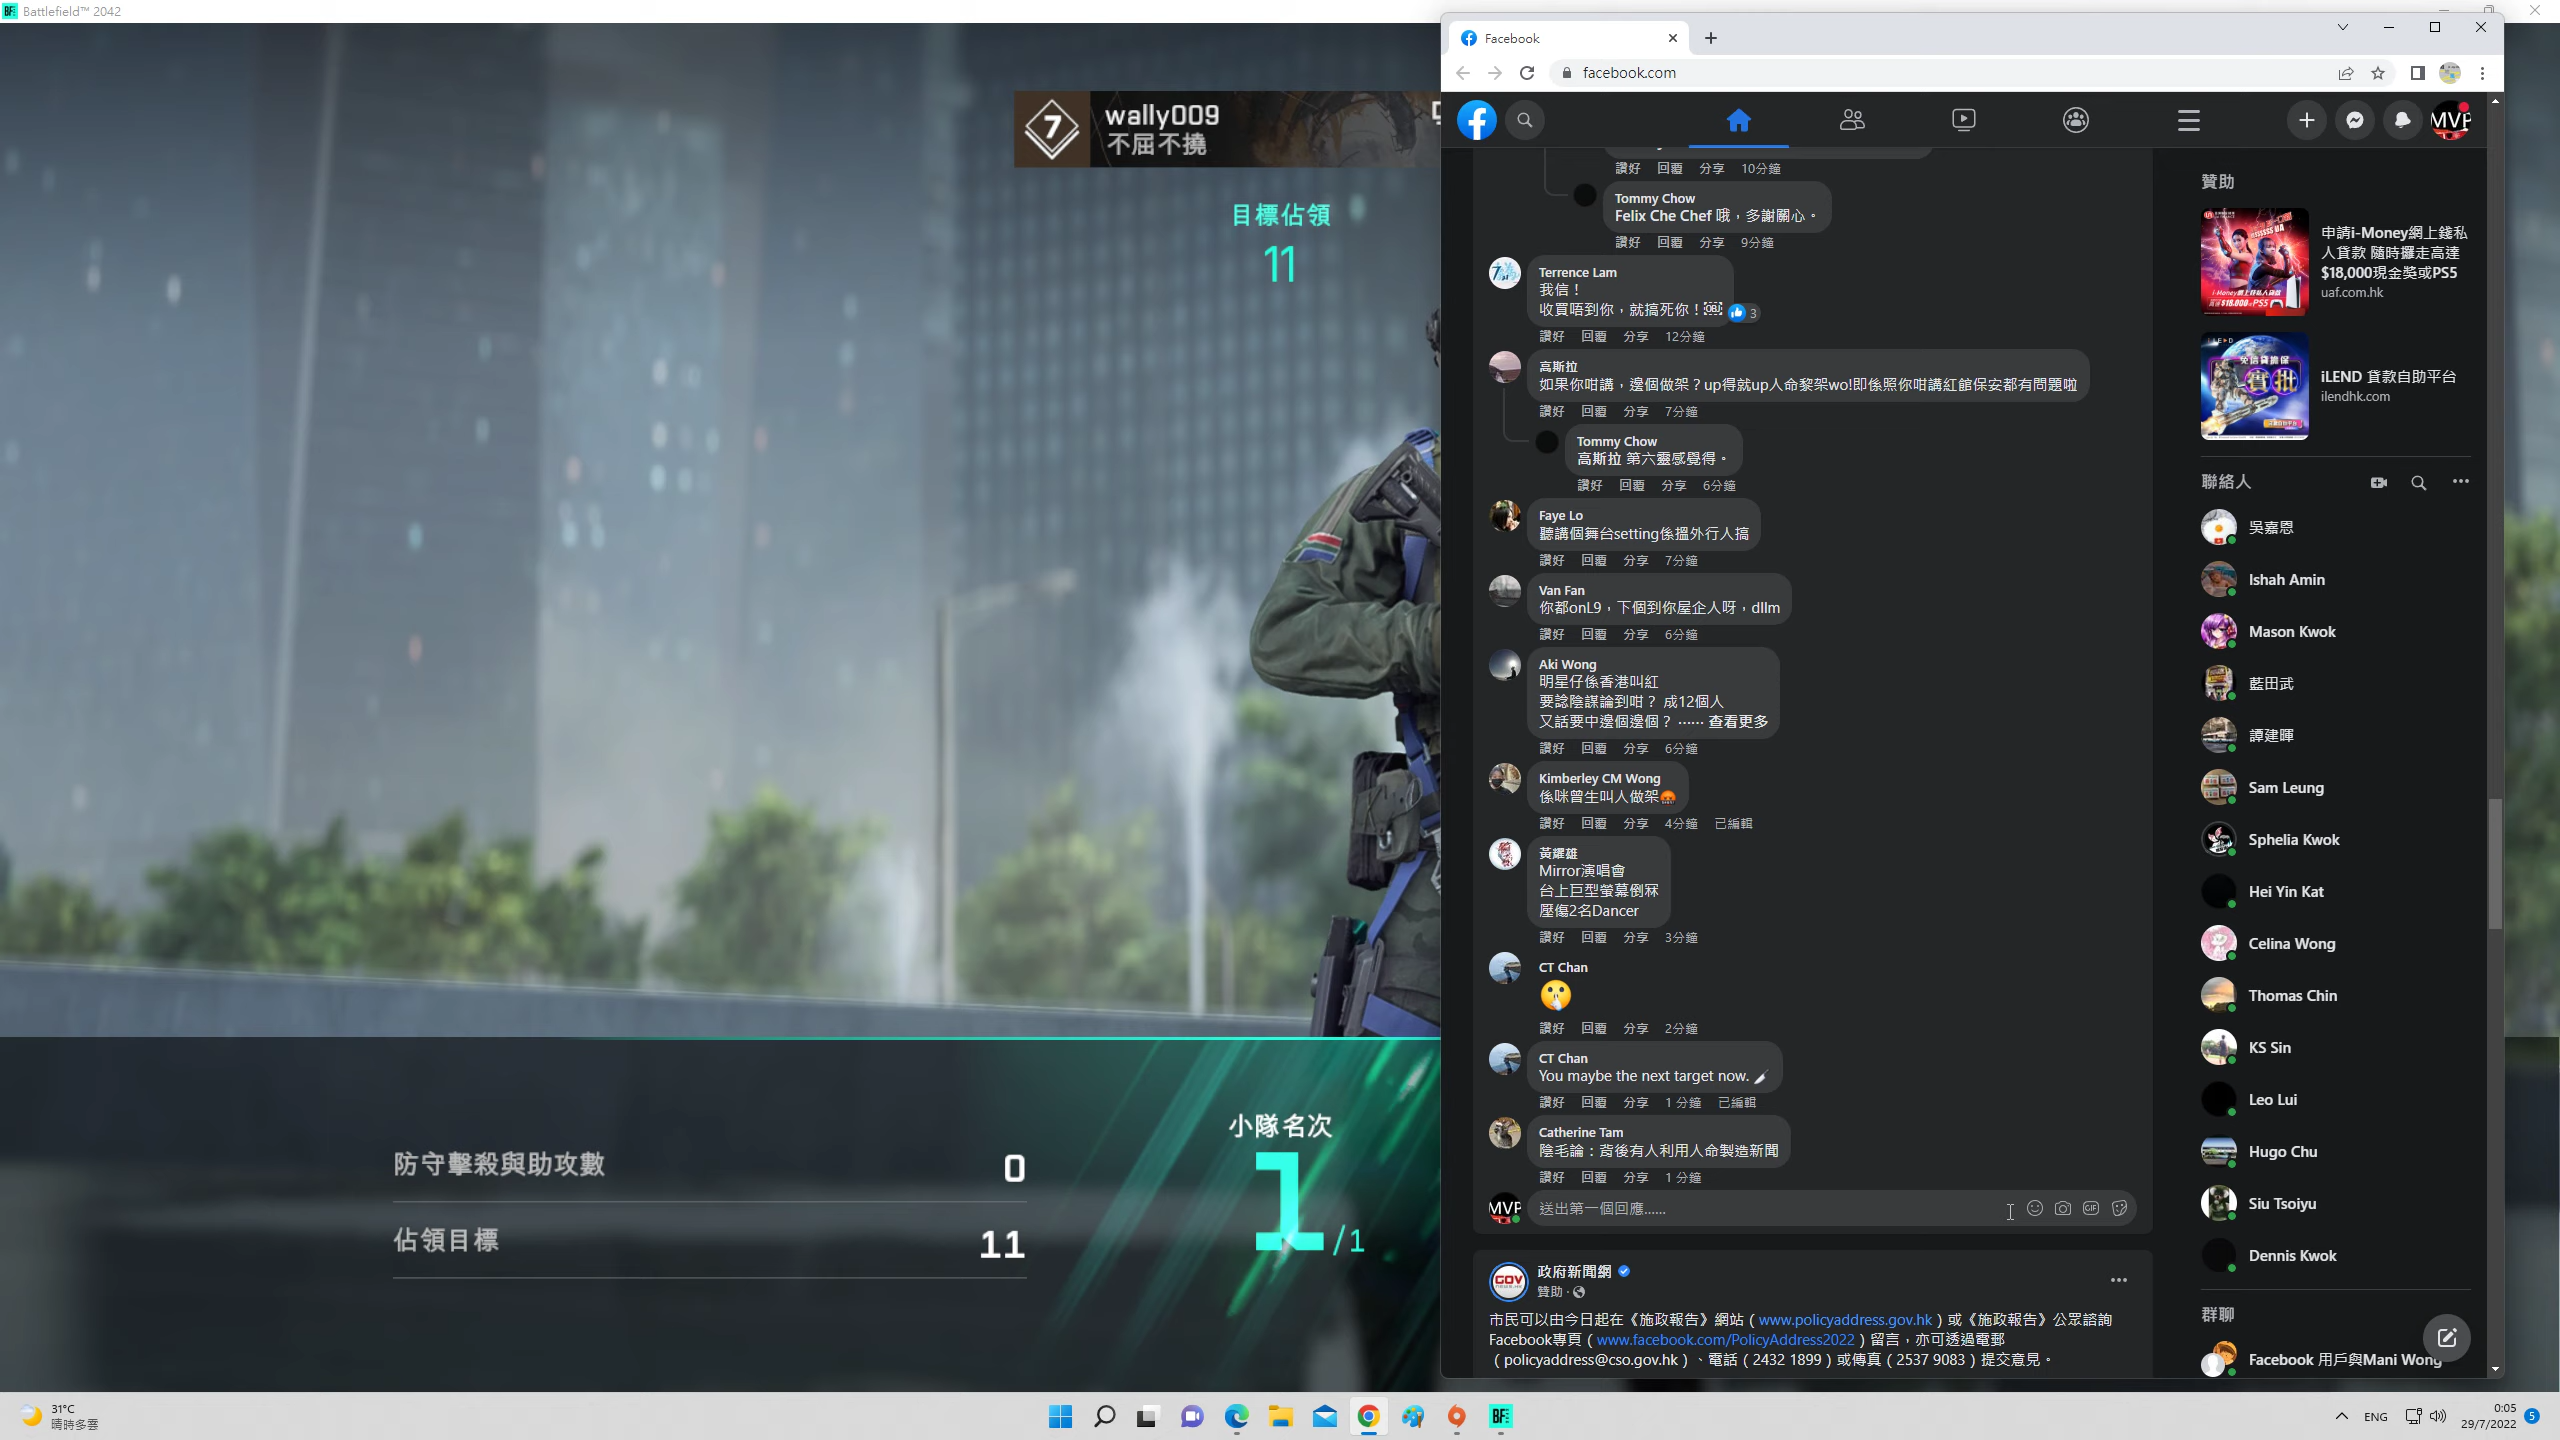 Battlefield™ 2042
7
wally009
不屈不撓
目標佔領
11
防守擊殺與助攻數
0
佔領目標
11
小隊名次
1/1
Facebook
facebook.com
MVP
讚好 回覆 分享 10分鐘
Tommy Chow
Felix Che Chef 哦，多謝關心。
讚好 回覆 分享 9分鐘
Terrence Lam
我信！
收買唔到你，就搞死你！
3
讚好 回覆 分享 12分鐘
高斯拉
如果你咁講，邊個做架？up得就up人命黎架wo!即係照你咁講紅館保安都有問題啦
讚好 回覆 分享 7分鐘
Tommy Chow
高斯拉 第六靈感覺得。
讚好 回覆 分享 6分鐘
Faye Lo
聽講個舞台setting係搵外行人搞
讚好 回覆 分享 7分鐘
Van Fan
你都onL9，下個到你屋企人呀，dllm
讚好 回覆 分享 6分鐘
Aki Wong
明星仔係香港叫紅
要諗陰謀論到咁？ 成12個人
又話要中邊個邊個？ …… 查看更多
讚好 回覆 分享 6分鐘
Kimberley CM Wong
係咪曾生叫人做架🤬
讚好 回覆 分享 4分鐘 已編輯
黃耀雄
Mirror演唱會
台上巨型螢幕倒冧
壓傷2名Dancer
讚好 回覆 分享 3分鐘
CT Chan
🤫
讚好 回覆 分享 2分鐘
CT Chan
You maybe the next target now. 🔪
讚好 回覆 分享 1 分鐘 已編輯
Catherine Tam
陰毛論：背後有人利用人命製造新聞
讚好 回覆 分享 1 分鐘
MVP
送出第一個回應......
GIF
GOV
政府新聞網
贊助 ·
市民可以由今日起在《施政報告》網站（www.policyaddress.gov.hk）或《施政報告》公眾諮詢
Facebook專頁（www.facebook.com/PolicyAddress2022）留言，亦可透過電郵
（policyaddress@cso.gov.hk）、電話（2432 1899）或傳真（2537 9083）提交意見。
贊助
申請i-Money網上錢私
人貸款 隨時攞走高達
$18,000現金獎或PS5
uaf.com.hk
iLEND 貸款自助平台
ilendhk.com
聯絡人
吳嘉恩
Ishah Amin
Mason Kwok
藍田武
譚建暉
Sam Leung
Sphelia Kwok
Hei Yin Kat
Celina Wong
Thomas Chin
KS Sin
Leo Lui
Hugo Chu
Siu Tsoiyu
Dennis Kwok
群聊
Facebook 用戶與Mani Wong
31°C
晴時多雲
ENG
0:05
29/7/2022
5